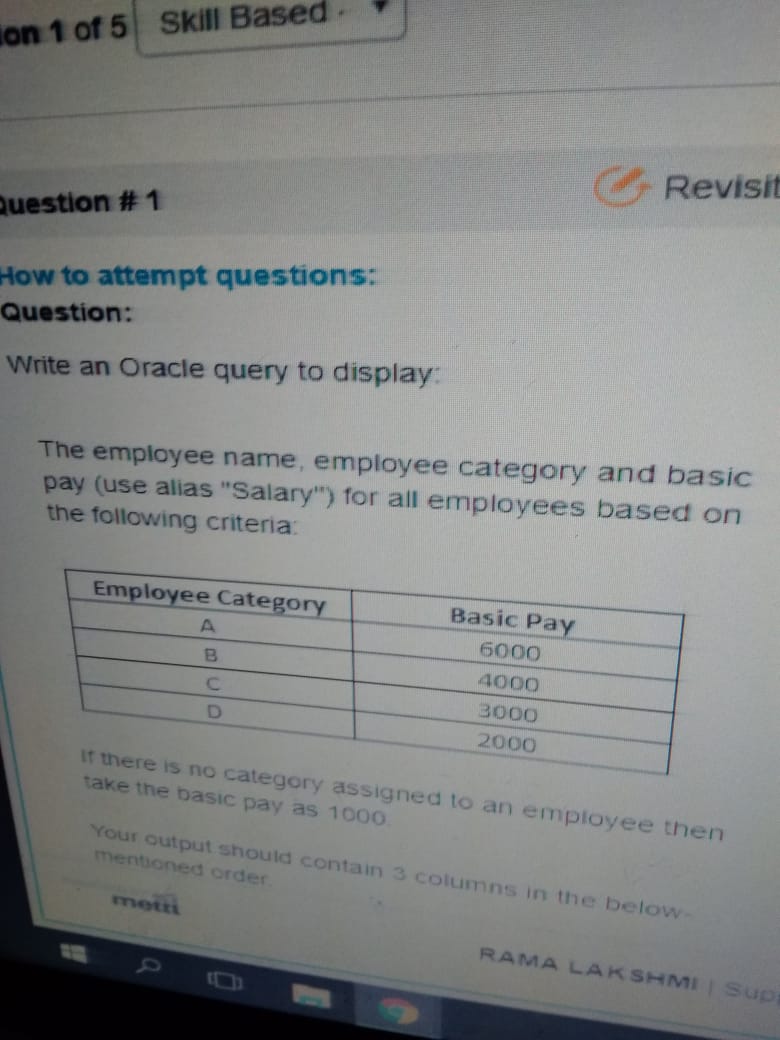 ion 1 of 5 Skill Based
Question # 1 Revisit
How to attempt questions:
Question:
Write an Oracle query to display:
The employee name, employee category and basic
pay (use alias "Salary") for all employees based on
the following criteria:
Employee Category Basic Pay
A 6000
B 4000
C 3000
D 2000
If there is no category assigned to an employee then
take the basic pay as 1000.
Your output should contain 3 columns in the below-
mentioned order.
mettl
RAMA LAKSHMI | Supp